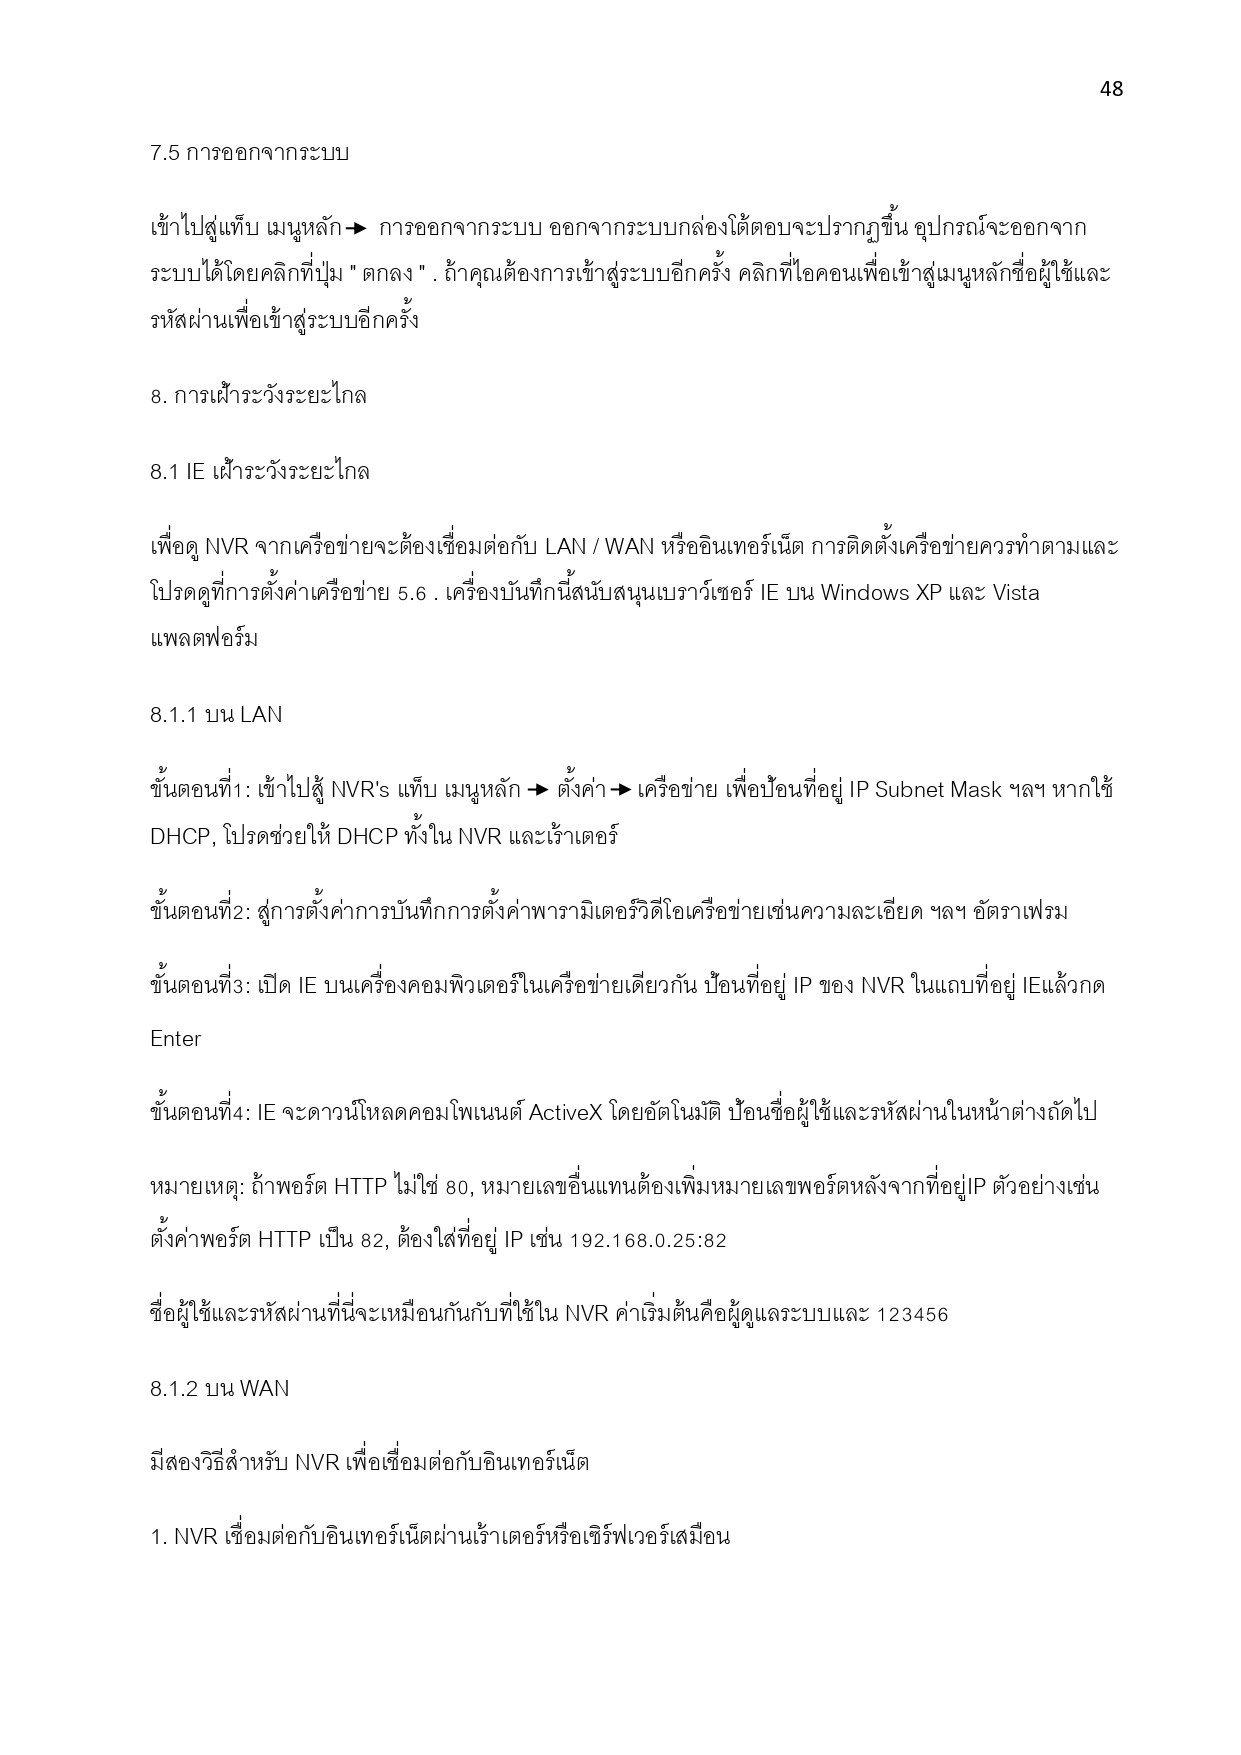 48
7.5 การออกจากระบบ
เข้าไปสู่แท็บ เมนูหลัก→ การออกจากระบบ ออกจากระบบกล่องโต้ตอบจะปรากฏขึ้น อุปกรณ์จะออกจาก
ระบบได้โดยคลิกที่ปุ่ม " ตกลง " . ถ้าคุณต้องการเข้าสู่ระบบอีกครั้ง คลิกที่ไอคอนเพื่อเข้าสู่เมนูหลักชื่อผู้ใช้และ
รหัสผ่านเพื่อเข้าสู่ระบบอีกครั้ง
8. การเฝ้าระวังระยะไกล
8.1 IE เฝ้าระวังระยะไกล
เพื่อดู NVR จากเครือข่ายจะต้องเชื่อมต่อกับ LAN / WAN หรืออินเทอร์เน็ต การติดตั้งเครือข่ายควรทำตามและ
โปรดดูที่การตั้งค่าเครือข่าย 5.6 . เครื่องบันทึกนี้สนับสนุนเบราว์เซอร์ IE บน Windows XP และ Vista
แพลตฟอร์ม
8.1.1 บน LAN
ขั้นตอนที่1: เข้าไปสู้ NVR's แท็บ เมนูหลัก → ตั้งค่า→เครือข่าย เพื่อป้อนที่อยู่ IP Subnet Mask ฯลฯ หากใช้
DHCP, โปรดช่วยให้ DHCP ทั้งใน NVR และเร้าเตอร์
ขั้นตอนที่2: สู่การตั้งค่าการบันทึกการตั้งค่าพารามิเตอร์วิดีโอเครือข่ายเช่นความละเอียด ฯลฯ อัตราเฟรม
ขั้นตอนที่3: เปิด IE บนเครื่องคอมพิวเตอร์ในเครือข่ายเดียวกัน ป้อนที่อยู่ IP ของ NVR ในแถบที่อยู่ IEแล้วกด
Enter
ขั้นตอนที่4: IE จะดาวน์โหลดคอมโพเนนต์ ActiveX โดยอัตโนมัติ ป้อนชื่อผู้ใช้และรหัสผ่านในหน้าต่างถัดไป
หมายเหตุ: ถ้าพอร์ต HTTP ไม่ใช่ 80, หมายเลขอื่นแทนต้องเพิ่มหมายเลขพอร์ตหลังจากที่อยู่IP ตัวอย่างเช่น
ตั้งค่าพอร์ต HTTP เป็น 82, ต้องใส่ที่อยู่ IP เช่น 192.168.0.25:82
ชื่อผู้ใช้และรหัสผ่านที่นี่จะเหมือนกันกับที่ใช้ใน NVR ค่าเริ่มต้นคือผู้ดูแลระบบและ 123456
8.1.2 บน WAN
มีสองวิธีสำหรับ NVR เพื่อเชื่อมต่อกับอินเทอร์เน็ต
1. NVR เชื่อมต่อกับอินเทอร์เน็ตผ่านเร้าเตอร์หรือเซิร์ฟเวอร์เสมือน